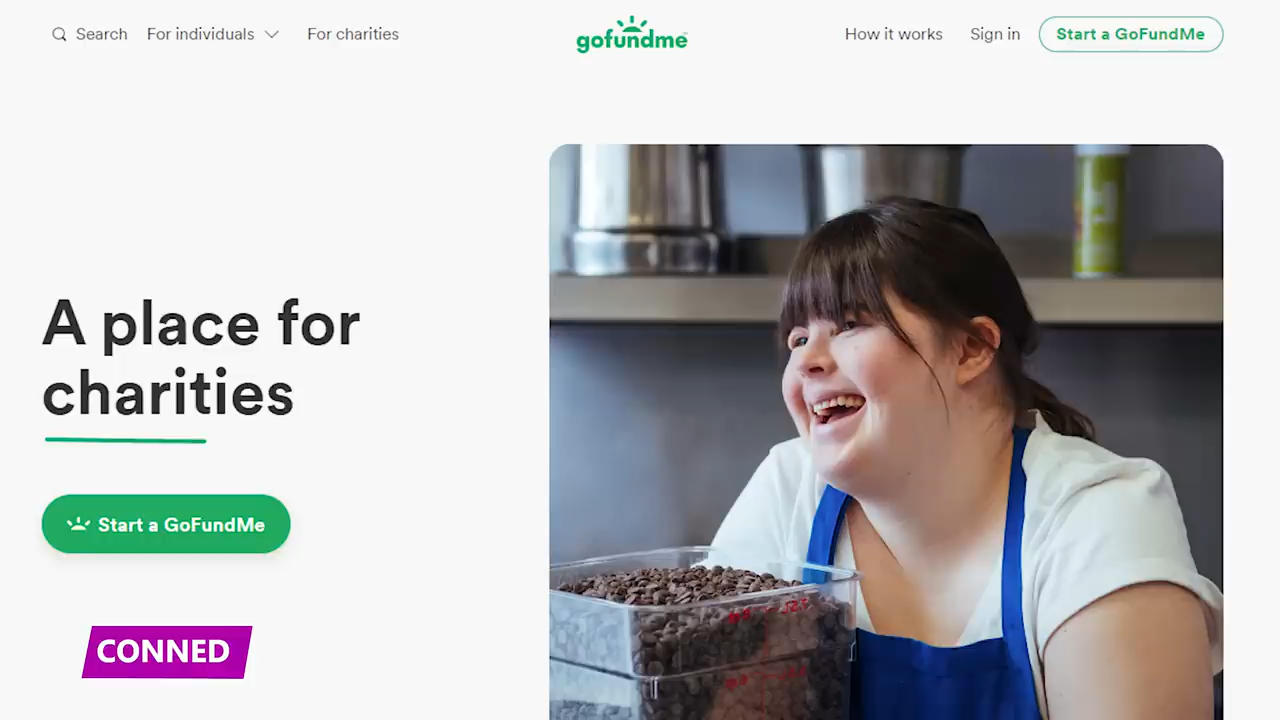 Search For individuals For charities gofundme How it works Sign in Start a GoFundMe
A place for
charities
Start a GoFundMe
CONNED